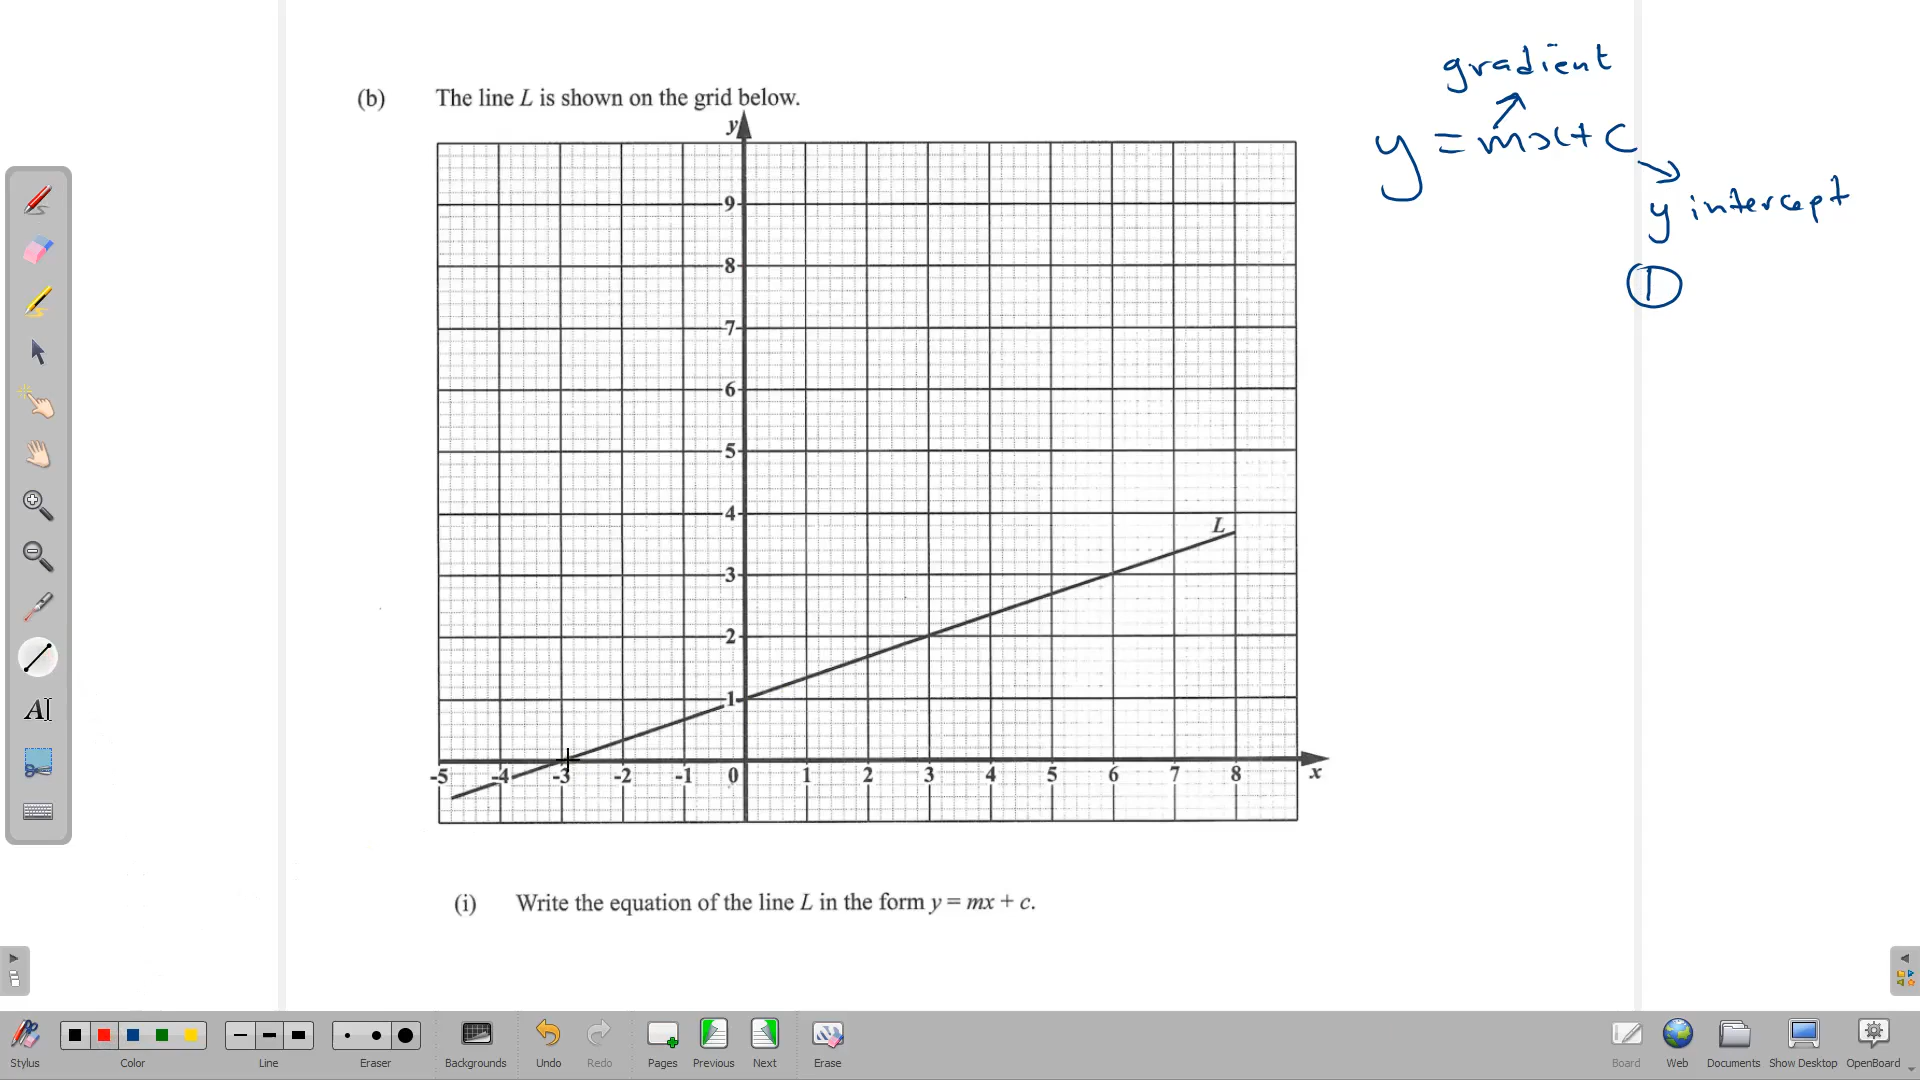 gradient
(b) The line L is shown on the grid below.
y
y = mx + c
y intercept
1
9
8
7
6
5
4
3
2
1
L
-5 -4 -3 -2 -1 0 1 2 3 4 5 6 7 8 x
(i) Write the equation of the line L in the form y = mx + c.
A
Stylus Color Line Eraser Backgrounds Undo Redo Pages Previous Next Erase Board Web Documents Show Desktop OpenBoard